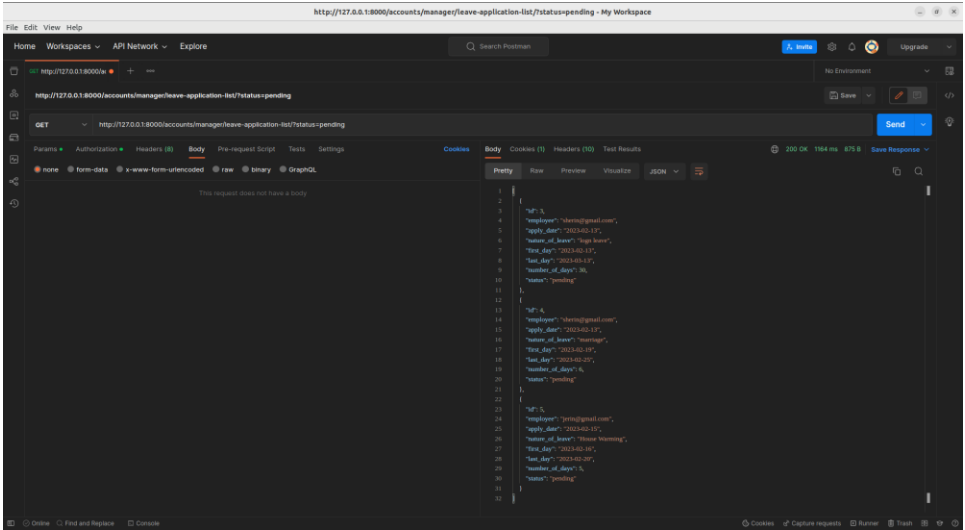 http://127.0.0.1:8000/accounts/manager/leave-application-list/?status=pending - My Workspace
File Edit View Help
Home Workspaces API Network Explore Search Postman Invite Upgrade
GET http://127.0.0.1:8000/a No Environment
http://127.0.0.1:8000/accounts/manager/leave-application-list/?status=pending Save
GET http://127.0.0.1:8000/accounts/manager/leave-application-list/?status=pending Send
Params Authorization Headers (8) Body Pre-request Script Tests Settings Cookies
none form-data x-www-form-urlencoded raw binary GraphQL
This request does not have a body
Body Cookies (1) Headers (10) Test Results 200 OK 1164 ms 875 B Save Response
Pretty Raw Preview Visualize JSON
1 [
2 {
3 "id": 3,
4 "employee": "sherin@gmail.com",
5 "apply_date": "2023-02-13",
6 "nature_of_leave": "logn leave",
7 "first_day": "2023-02-13",
8 "last_day": "2023-03-13",
9 "number_of_days": 30,
10 "status": "pending"
11 },
12 {
13 "id": 4,
14 "employee": "sherin@gmail.com",
15 "apply_date": "2023-02-13",
16 "nature_of_leave": "marriage",
17 "first_day": "2023-02-19",
18 "last_day": "2023-02-25",
19 "number_of_days": 6,
20 "status": "pending"
21 },
22 {
23 "id": 5,
24 "employee": "jerin@gmail.com",
25 "apply_date": "2023-02-15",
26 "nature_of_leave": "House Warming",
27 "first_day": "2023-02-16",
28 "last_day": "2023-02-20",
29 "number_of_days": 5,
30 "status": "pending"
31 }
32 ]
Online Find and Replace Console Cookies Capture requests Runner Trash